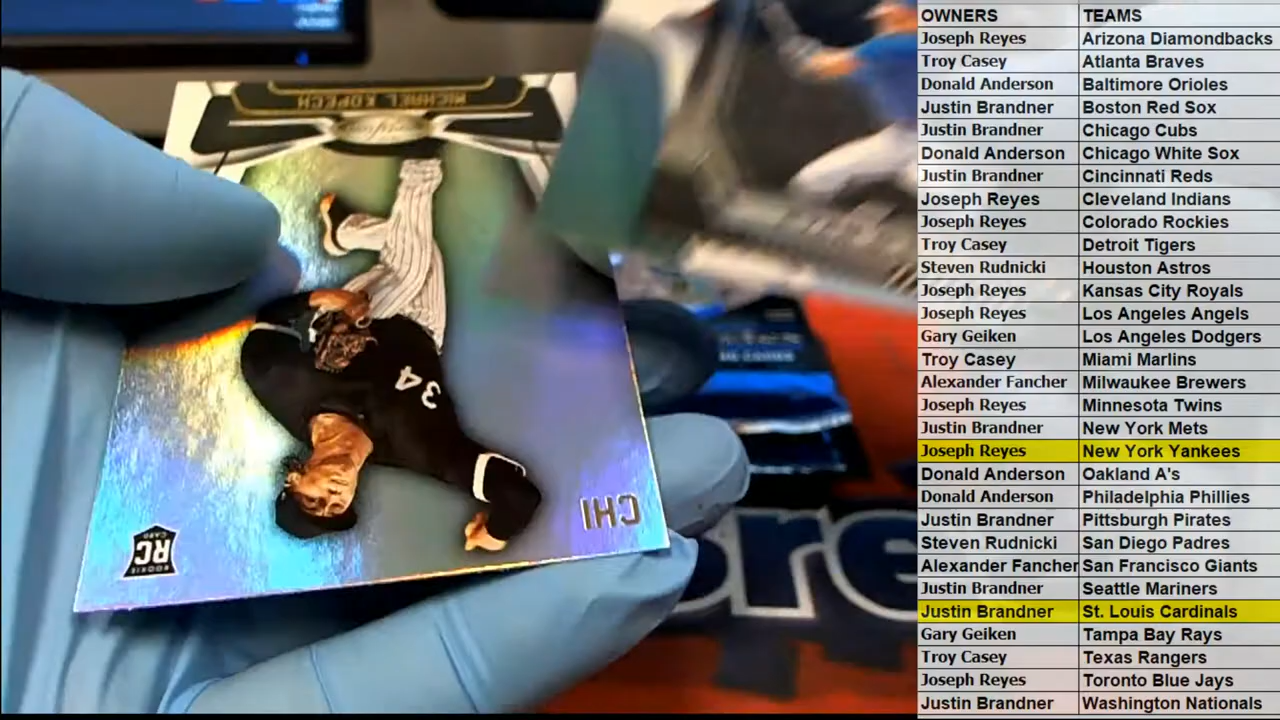 MICHAEL KOPECH
34
CHI
RC
ROOKIE
CARD
OWNERS TEAMS
Joseph Reyes Arizona Diamondbacks
Troy Casey Atlanta Braves
Donald Anderson Baltimore Orioles
Justin Brandner Boston Red Sox
Justin Brandner Chicago Cubs
Donald Anderson Chicago White Sox
Justin Brandner Cincinnati Reds
Joseph Reyes Cleveland Indians
Joseph Reyes Colorado Rockies
Troy Casey Detroit Tigers
Steven Rudnicki Houston Astros
Joseph Reyes Kansas City Royals
Joseph Reyes Los Angeles Angels
Gary Geiken Los Angeles Dodgers
Troy Casey Miami Marlins
Alexander Fancher Milwaukee Brewers
Joseph Reyes Minnesota Twins
Justin Brandner New York Mets
Joseph Reyes New York Yankees
Donald Anderson Oakland A's
Donald Anderson Philadelphia Phillies
Justin Brandner Pittsburgh Pirates
Steven Rudnicki San Diego Padres
Alexander Fancher San Francisco Giants
Justin Brandner Seattle Mariners
Justin Brandner St. Louis Cardinals
Gary Geiken Tampa Bay Rays
Troy Casey Texas Rangers
Joseph Reyes Toronto Blue Jays
Justin Brandner Washington Nationals